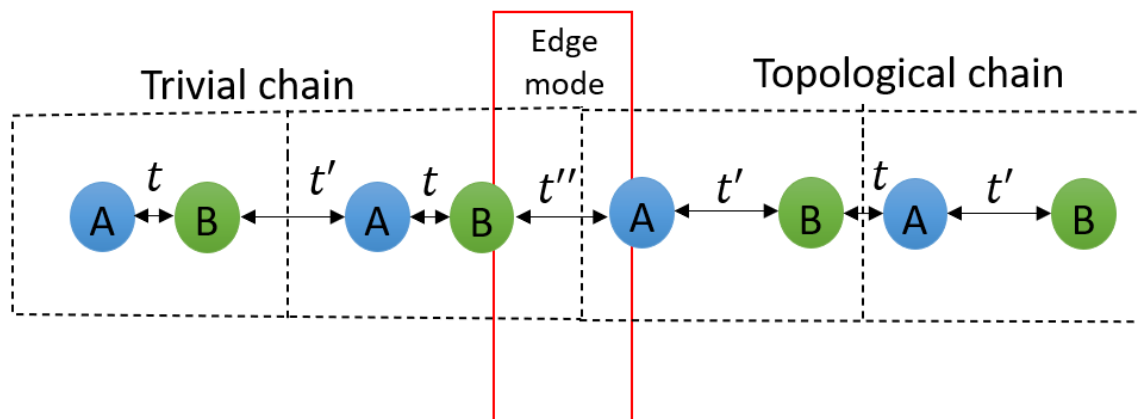 Edge
mode
Trivial chain
Topological chain
t t′ t t″ t′ t t′
A B A B A B A B